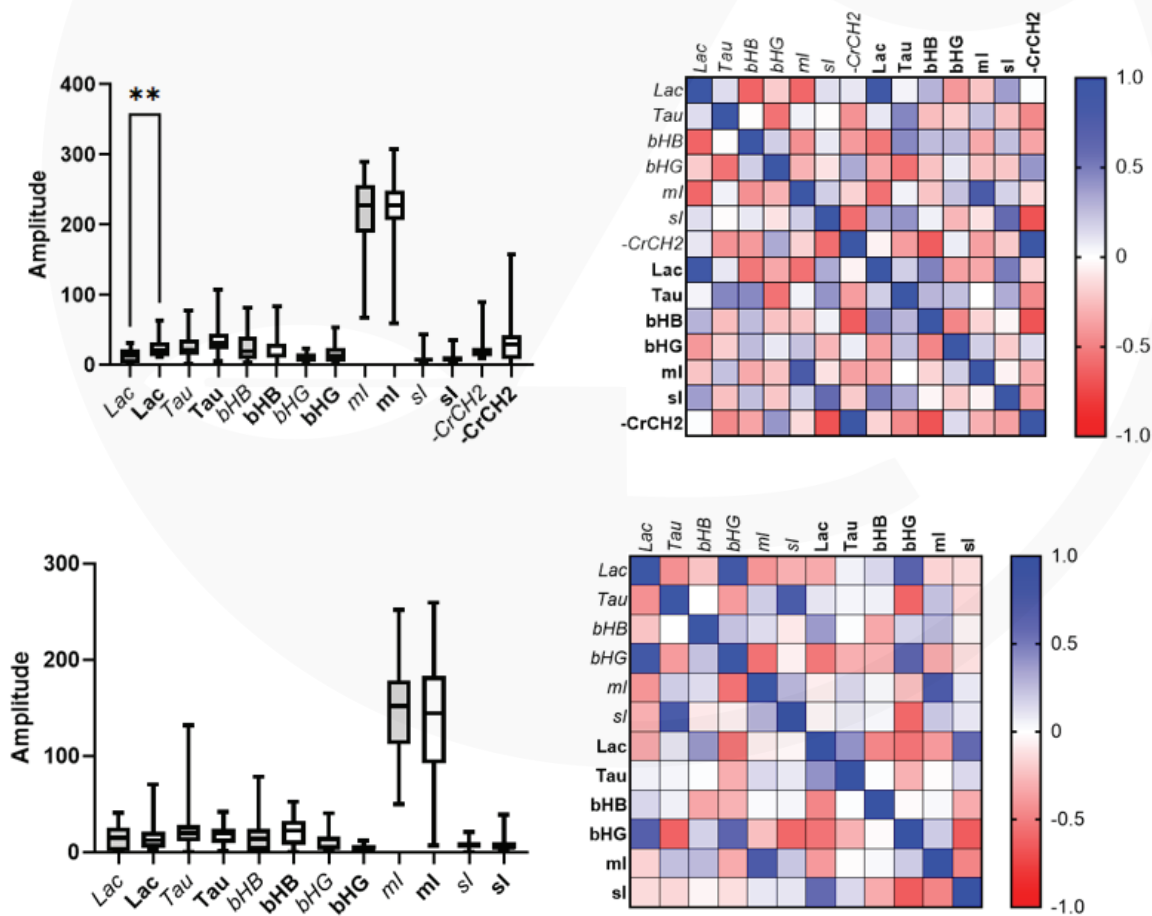 Lac Tau bHB bHG mI sI -CrCH2 Lac Tau bHB bHG mI sI -CrCH2
400
300
200
100
0
Amplitude
**
Lac Lac Tau Tau bHB bHB bHG bHG mI mI sI sI -CrCH2 -CrCH2
Lac
Tau
bHB
bHG
mI
sI
-CrCH2
Lac
Tau
bHB
bHG
mI
sI
-CrCH2
1.0
0.5
0
-0.5
-1.0
300
200
100
0
Amplitude
Lac Lac Tau Tau bHB bHB bHG bHG mI mI sI sI
Lac Tau bHB bHG mI sI Lac Tau bHB bHG mI sI
Lac
Tau
bHB
bHG
mI
sI
Lac
Tau
bHB
bHG
mI
sI
1.0
0.5
0
-0.5
-1.0